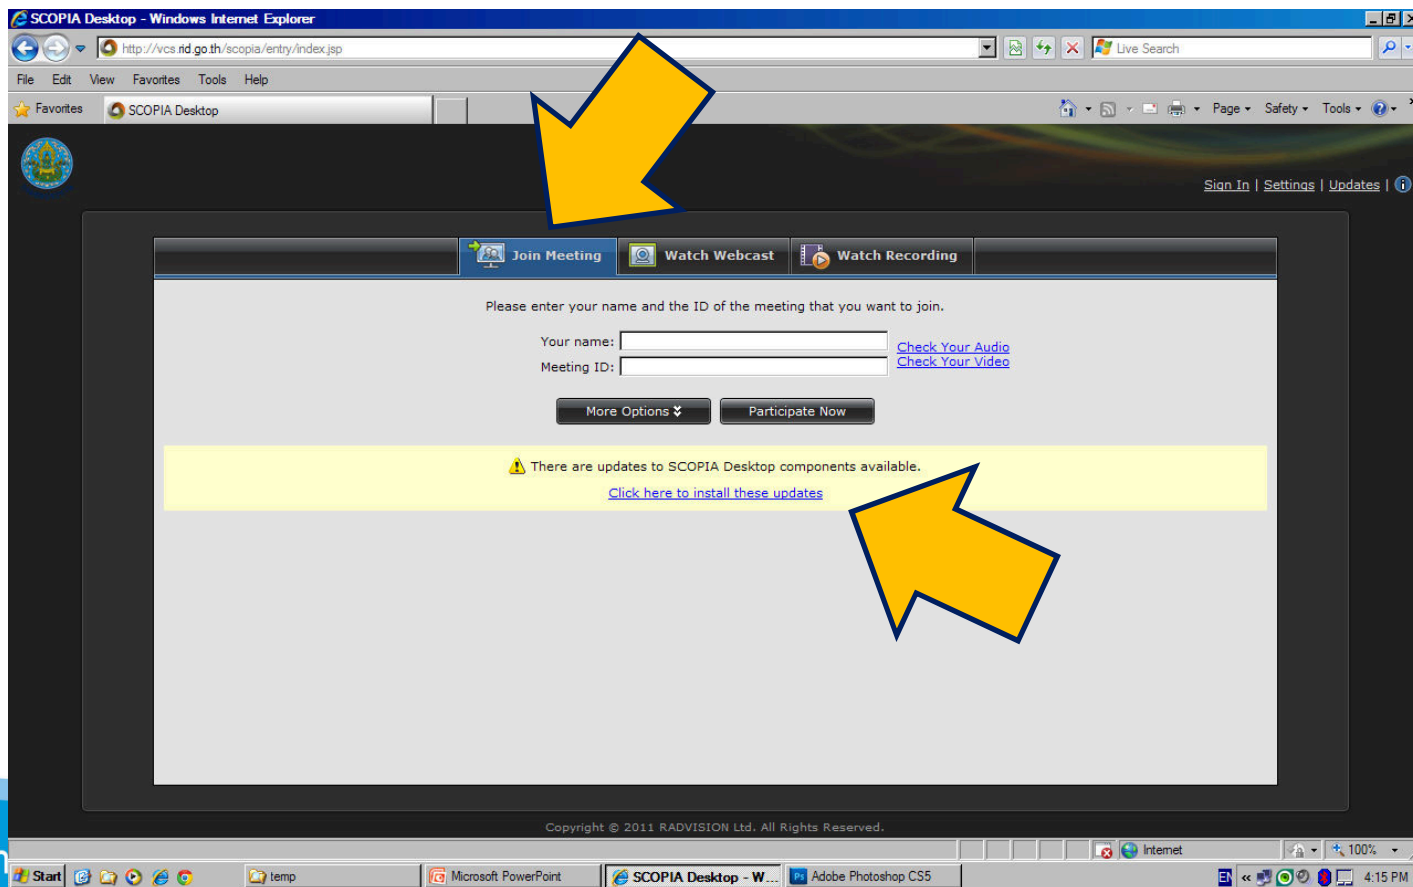 SCOPIA Desktop - Windows Internet Explorer
http://vcs.rid.go.th/scopia/entry/index.jsp
Live Search
File Edit View Favorites Tools Help
Favorites SCOPIA Desktop Page Safety Tools
Sign In | Settings | Updates |
Join Meeting Watch Webcast Watch Recording
Please enter your name and the ID of the meeting that you want to join.
Your name:
Check Your Audio
Meeting ID:
Check Your Video
More Options Participate Now
There are updates to SCOPIA Desktop components available.
Click here to install these updates
Copyright © 2011 RADVISION Ltd. All Rights Reserved.
Internet 100%
Start temp Microsoft PowerPoint SCOPIA Desktop - W... Ps Adobe Photoshop CS5 EN « 4:15 PM